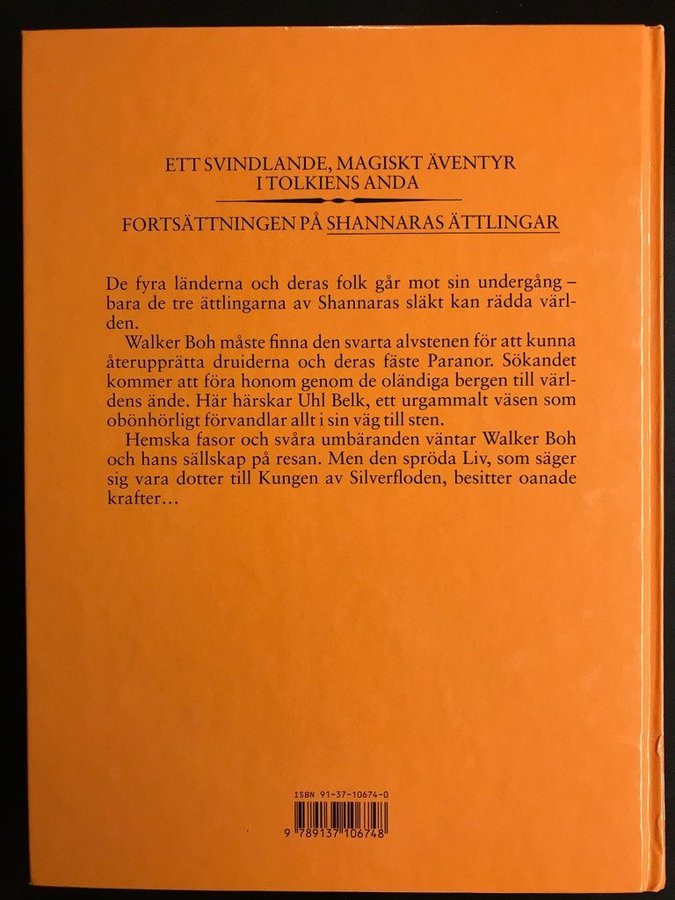 ETT SVINDLANDE, MAGISKT ÄVENTYR
I TOLKIENS ANDA
FORTSÄTTNINGEN PÅ SHANNARAS ÄTTLINGAR
De fyra länderna och deras folk går mot sin undergång –
bara de tre ättlingarna av Shannaras släkt kan rädda värl-
den.
Walker Boh måste finna den svarta alvstenen för att kunna
återupprätta druiderna och deras fäste Paranor. Sökandet
kommer att föra honom genom de oländiga bergen till värl-
dens ände. Här härskar Uhl Belk, ett urgammalt väsen som
obönhörligt förvandlar allt i sin väg till sten.
Hemska fasor och svåra umbäranden väntar Walker Boh
och hans sällskap på resan. Men den spröda Liv, som säger
sig vara dotter till Kungen av Silverfloden, besitter oanade
krafter…
ISBN 91-37-10674-0
9 789137 106748